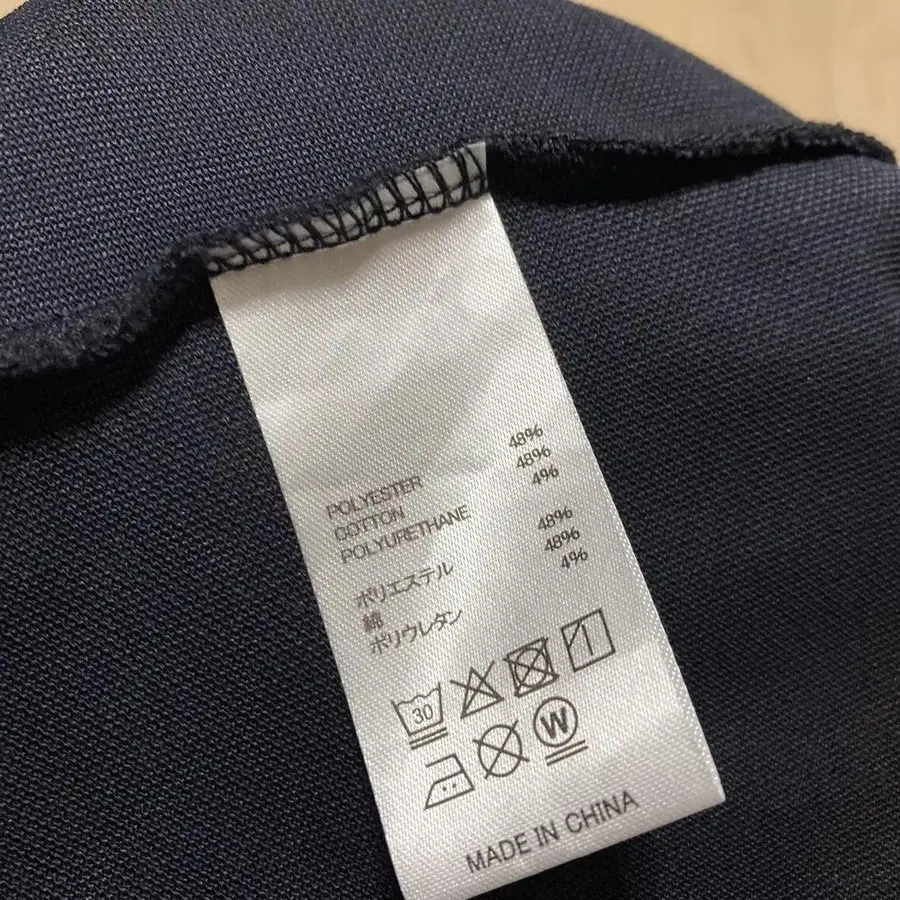 POLYESTER 48%
COTTON 48%
POLYURETHANE 4%
ポリエステル 48%
綿 48%
ポリウレタン 4%
30
W
MADE IN CHINA